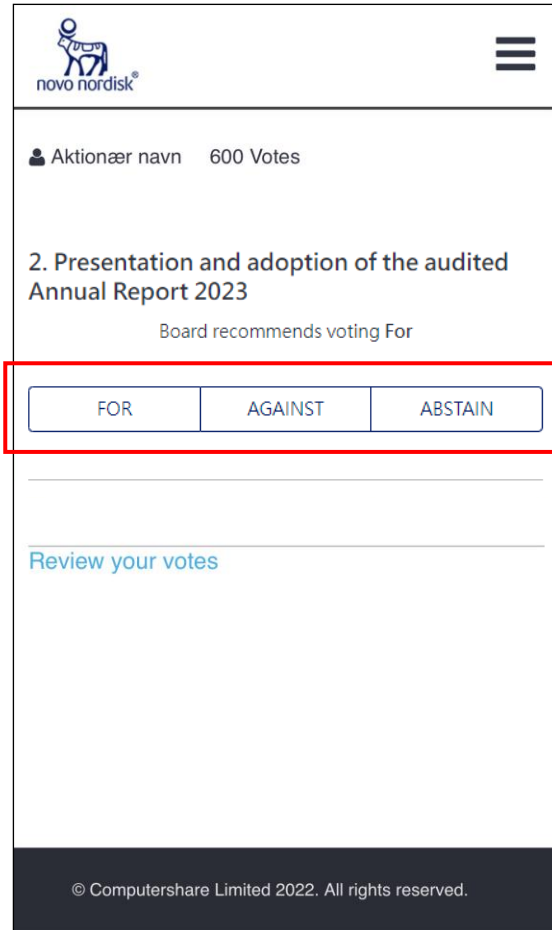 novo nordisk®
Aktionær navn 600 Votes
2. Presentation and adoption of the audited
Annual Report 2023
Board recommends voting For
FOR AGAINST ABSTAIN
Review your votes
© Computershare Limited 2022. All rights reserved.